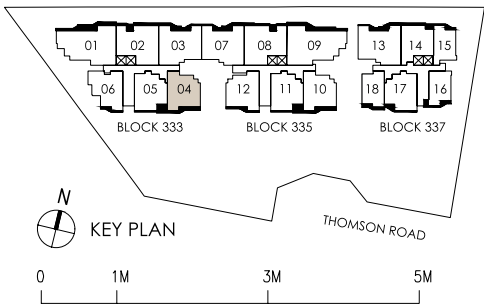 01 02 03 07 08 09 13 14 15
06 05 04 12 11 10 18 17 16
BLOCK 333 BLOCK 335 BLOCK 337
N
KEY PLAN
THOMSON ROAD
0 1M 3M 5M